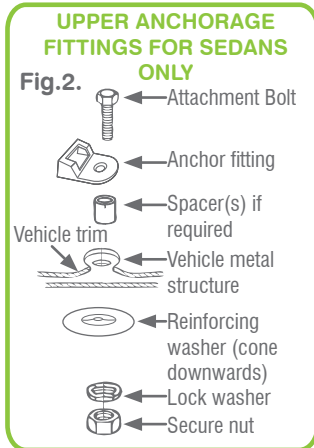 UPPER ANCHORAGE
FITTINGS FOR SEDANS
ONLY
Fig.2.
Attachment Bolt
Anchor fitting
Spacer(s) if
required
Vehicle trim
Vehicle metal
structure
Reinforcing
washer (cone
downwards)
Lock washer
Secure nut